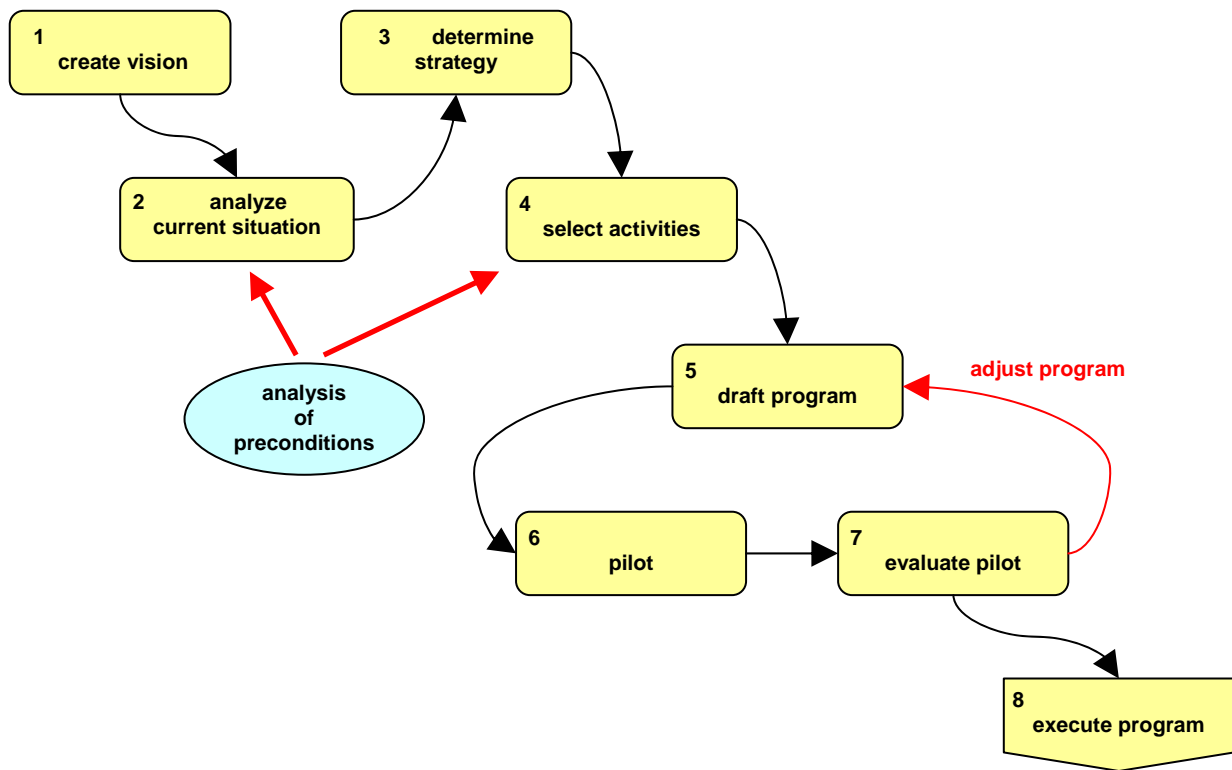 1
create vision
3 determine
strategy
2 analyze
current situation
4
select activities
analysis
of
preconditions
5
draft program
adjust program
6
pilot
7
evaluate pilot
8
execute program